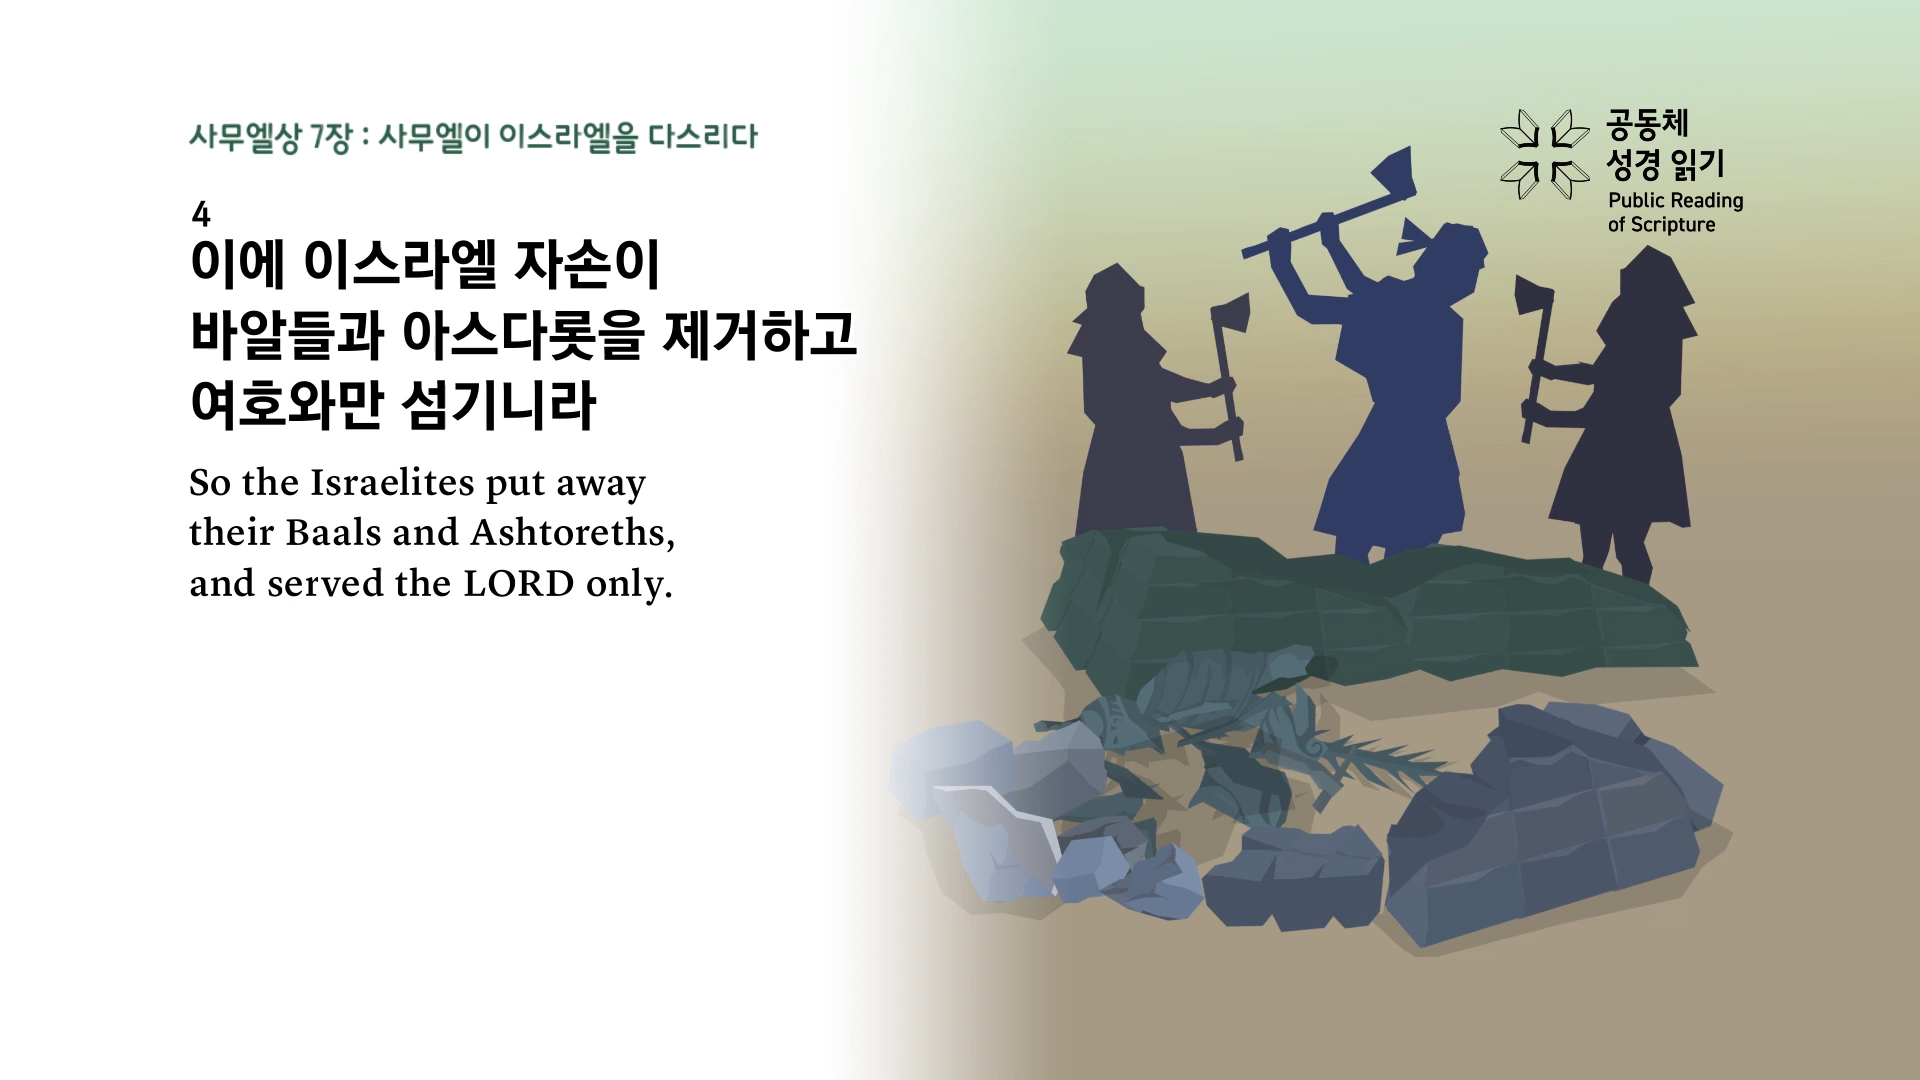 사무엘상 7장 : 사무엘이 이스라엘을 다스리다
4
이에 이스라엘 자손이
바알들과 아스다롯을 제거하고
여호와만 섬기니라
So the Israelites put away
their Baals and Ashtoreths,
and served the LORD only.
공동체
성경 읽기
Public Reading
of Scripture